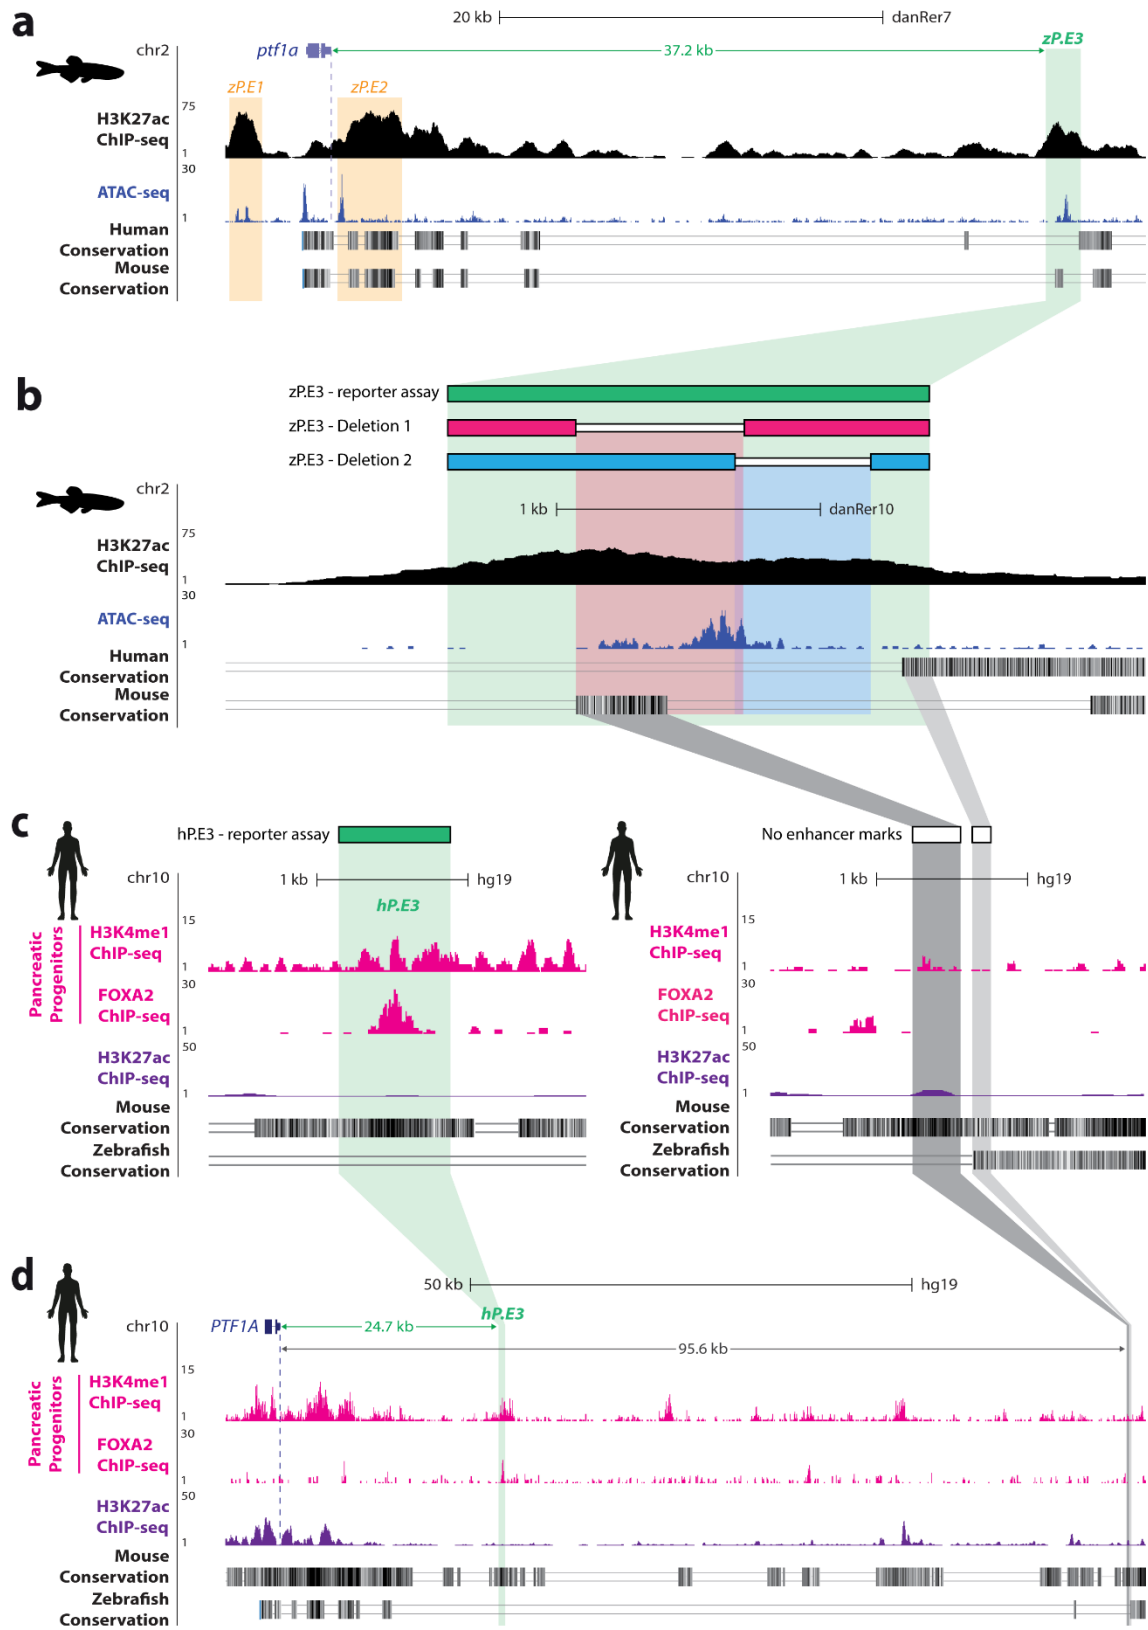 a
20 kb
danRer7
chr2
ptf1a
37.2 kb
zP.E3
zP.E1
zP.E2
H3K27ac
ChIP-seq
75
1
30
ATAC-seq
1
Human
Conservation
Mouse
Conservation
b
zP.E3 - reporter assay
zP.E3 - Deletion 1
zP.E3 - Deletion 2
chr2
1 kb
danRer10
H3K27ac
ChIP-seq
75
1
30
ATAC-seq
1
Human
Conservation
Mouse
Conservation
c
hP.E3 - reporter assay
chr10
1 kb
hg19
hP.E3
Pancreatic
Progenitors
H3K4me1
ChIP-seq
15
1
30
FOXA2
ChIP-seq
1
50
H3K27ac
ChIP-seq
1
Mouse
Conservation
Zebrafish
Conservation
No enhancer marks
chr10
1 kb
hg19
H3K4me1
ChIP-seq
15
1
30
FOXA2
ChIP-seq
1
50
H3K27ac
ChIP-seq
1
Mouse
Conservation
Zebrafish
Conservation
d
50 kb
hg19
chr10
PTF1A
24.7 kb
hP.E3
95.6 kb
Pancreatic
Progenitors
H3K4me1
ChIP-seq
15
1
30
FOXA2
ChIP-seq
1
50
H3K27ac
ChIP-seq
1
Mouse
Conservation
Zebrafish
Conservation